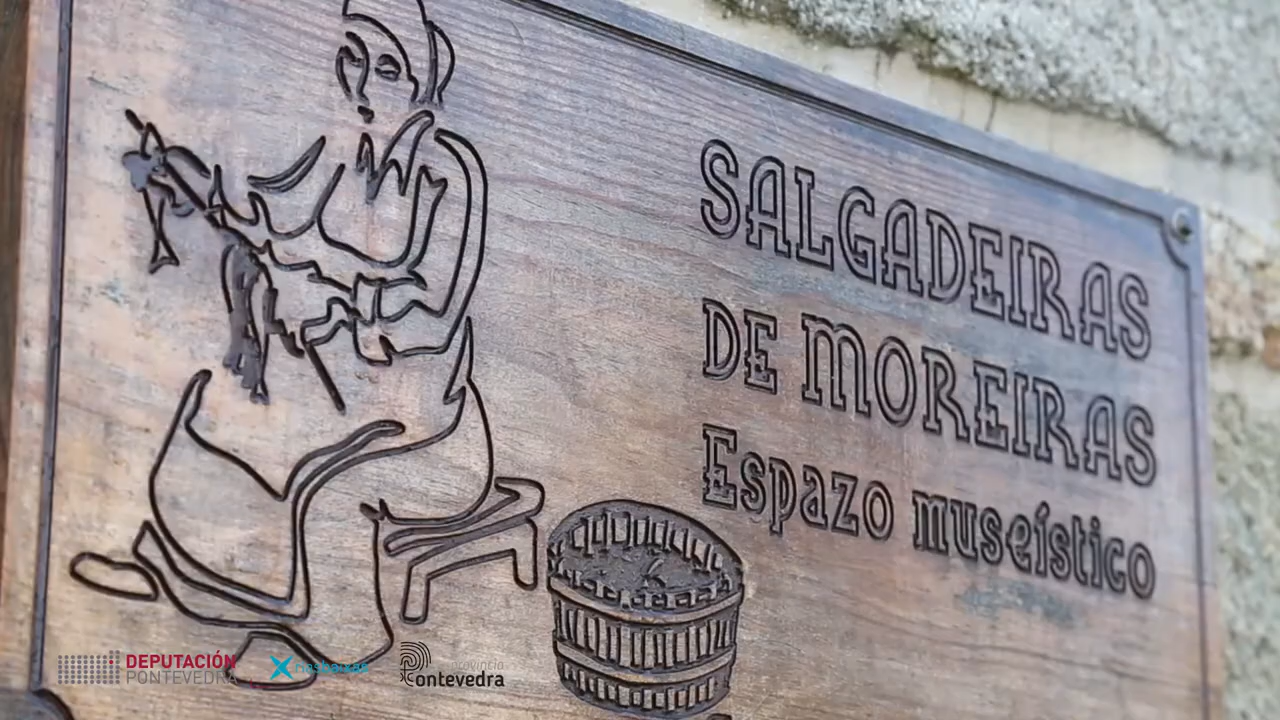 SALGADEIRAS
DE MOREIRAS
Espazo museístico
DEPUTACIÓN
PONTEVEDRA
riasbaixas
provincia
Pontevedra